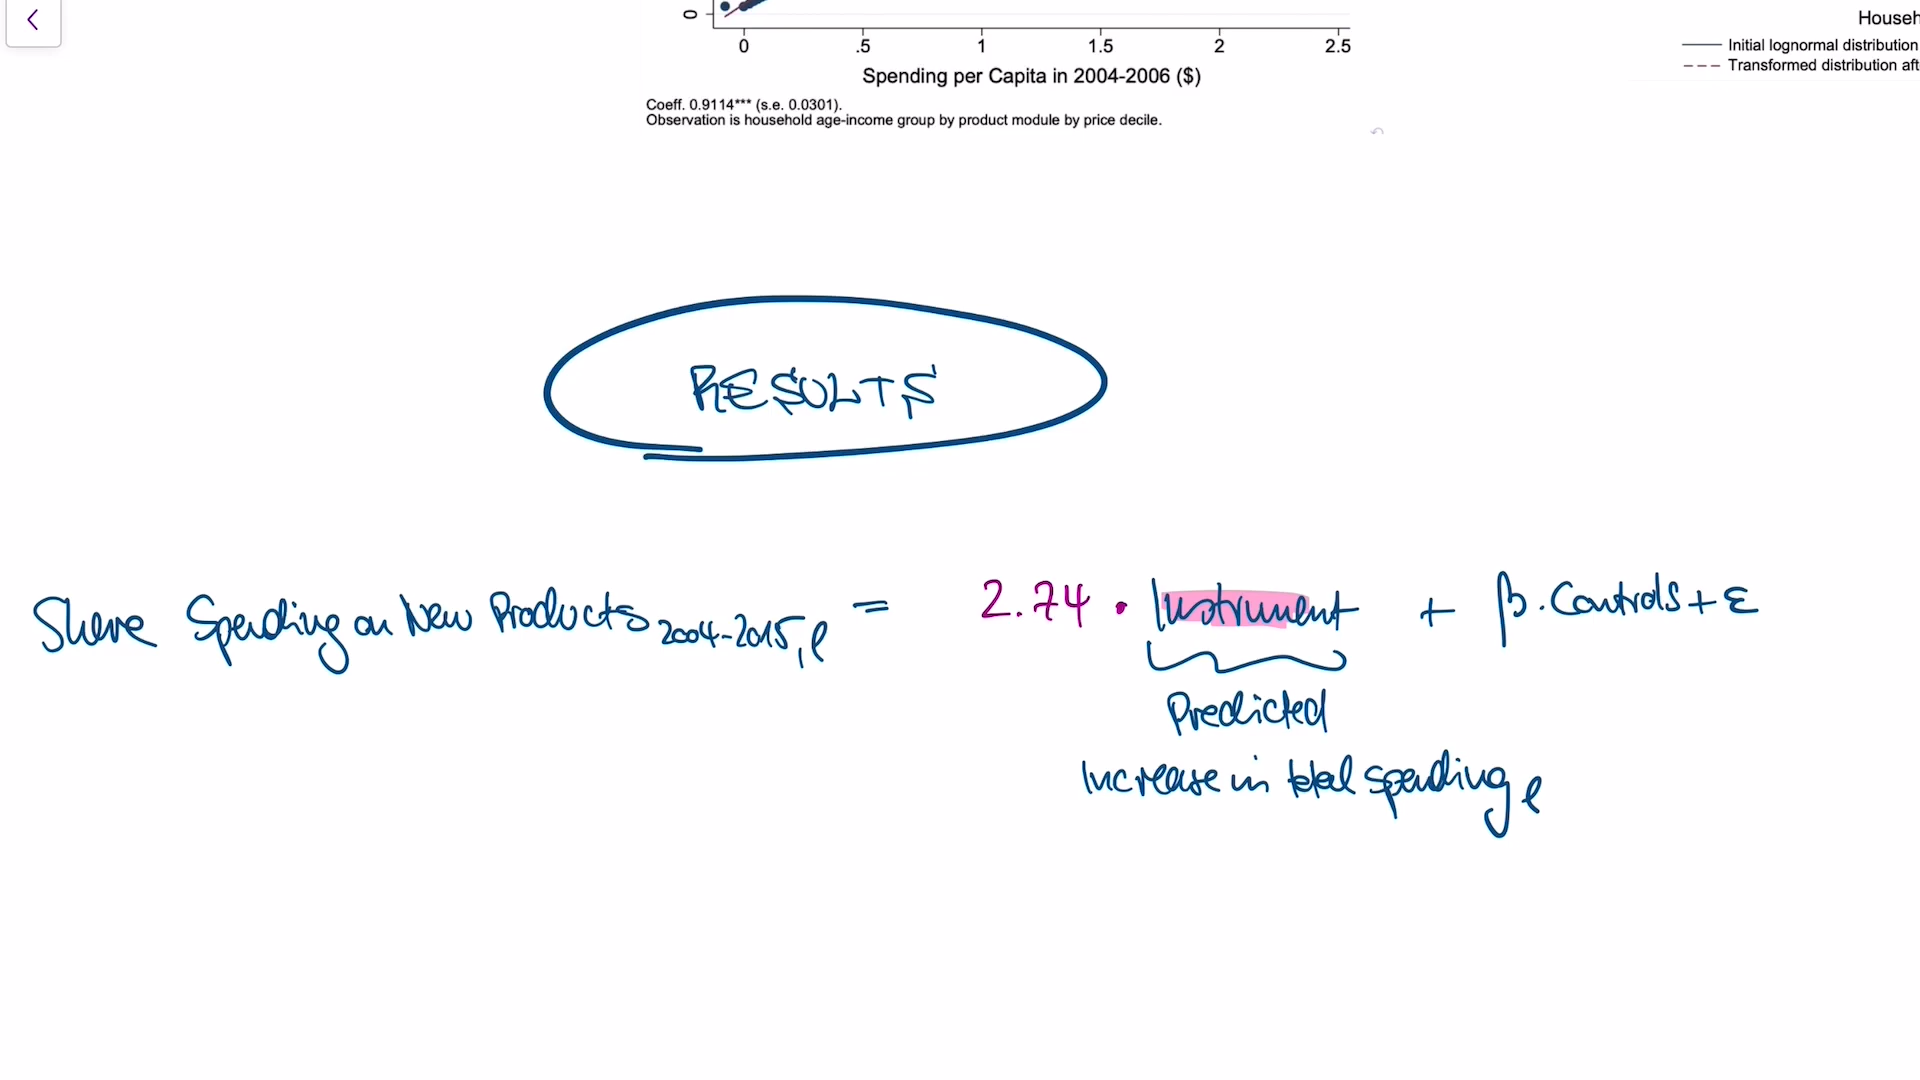 0
0 .5 1 1.5 2 2.5
Spending per Capita in 2004-2006 ($)
Coeff. 0.9114*** (s.e. 0.0301).
Observation is household age-income group by product module by price decile.
Househ
Initial lognormal distribution
Transformed distribution aft
RESULTS
Share Spending on New Products 2004-2015, l = 2.74 · Instrument + β. Controls + ε
Predicted
Increase in total spending l